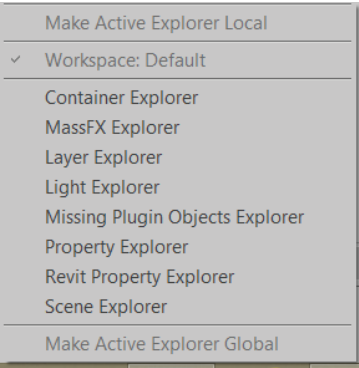 Make Active Explorer Local
Workspace: Default
Container Explorer
MassFX Explorer
Layer Explorer
Light Explorer
Missing Plugin Objects Explorer
Property Explorer
Revit Property Explorer
Scene Explorer
Make Active Explorer Global